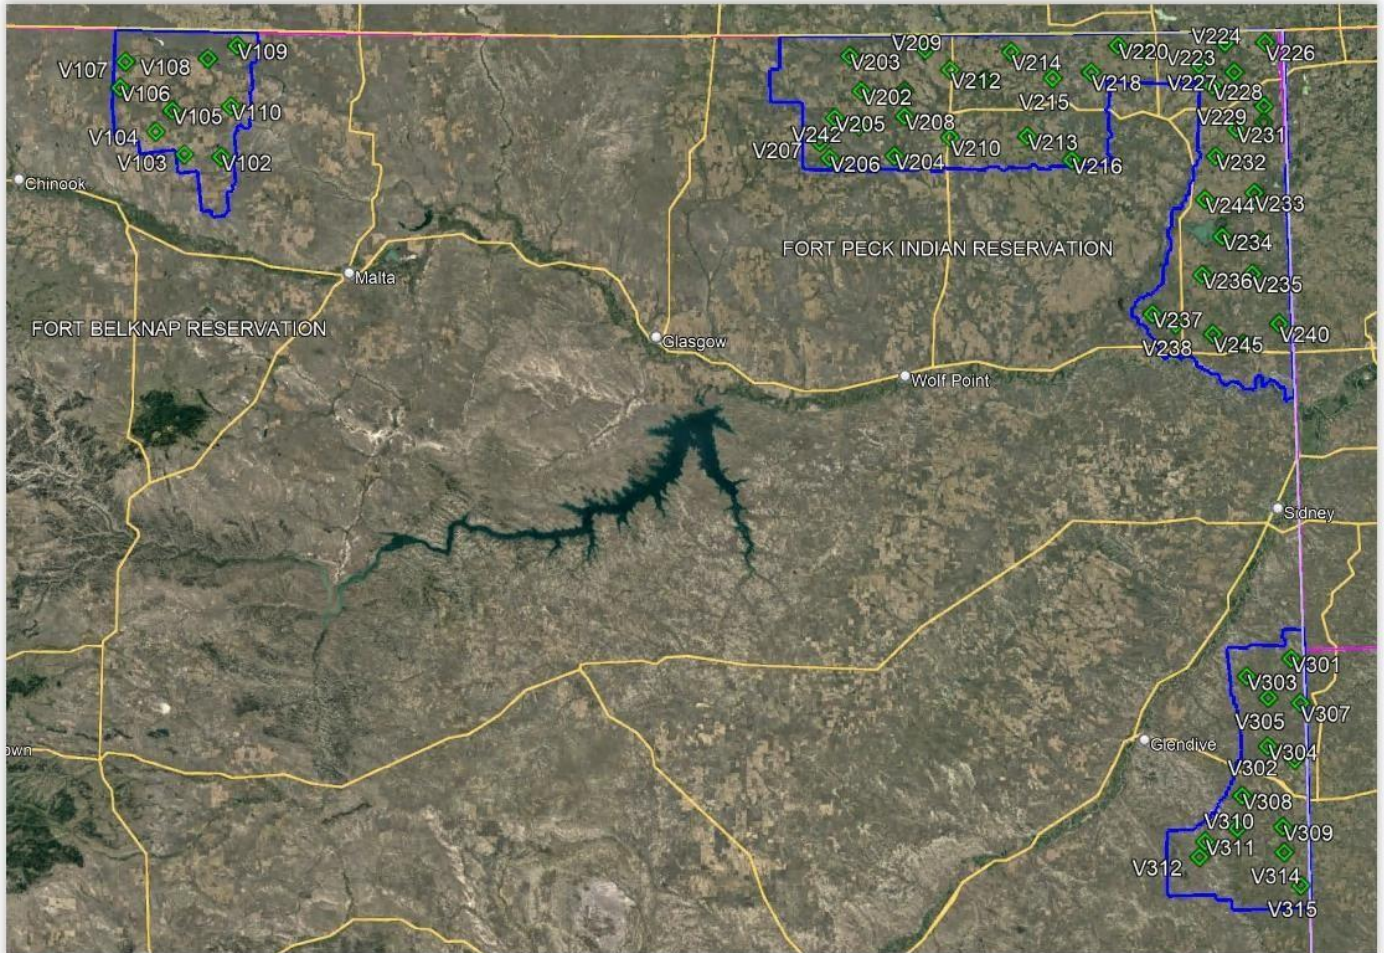 V109
V107
V108
V106
V105
V110
V104
V103
V102
Chinook
Malta
FORT BELKNAP RESERVATION
V209
V203
V214
V220
V224
V223
V226
V212
V218
V202
V215
V227
V228
V242
V205
V208
V229
V231
V207
V210
V213
V206
V204
V216
V232
V244
V233
V234
FORT PECK INDIAN RESERVATION
V236
V235
V237
V238
V245
V240
Glasgow
Wolf Point
Sidney
V301
V303
V305
V307
Glendive
V304
V302
own
V308
V310
V309
V311
V312
V314
V315